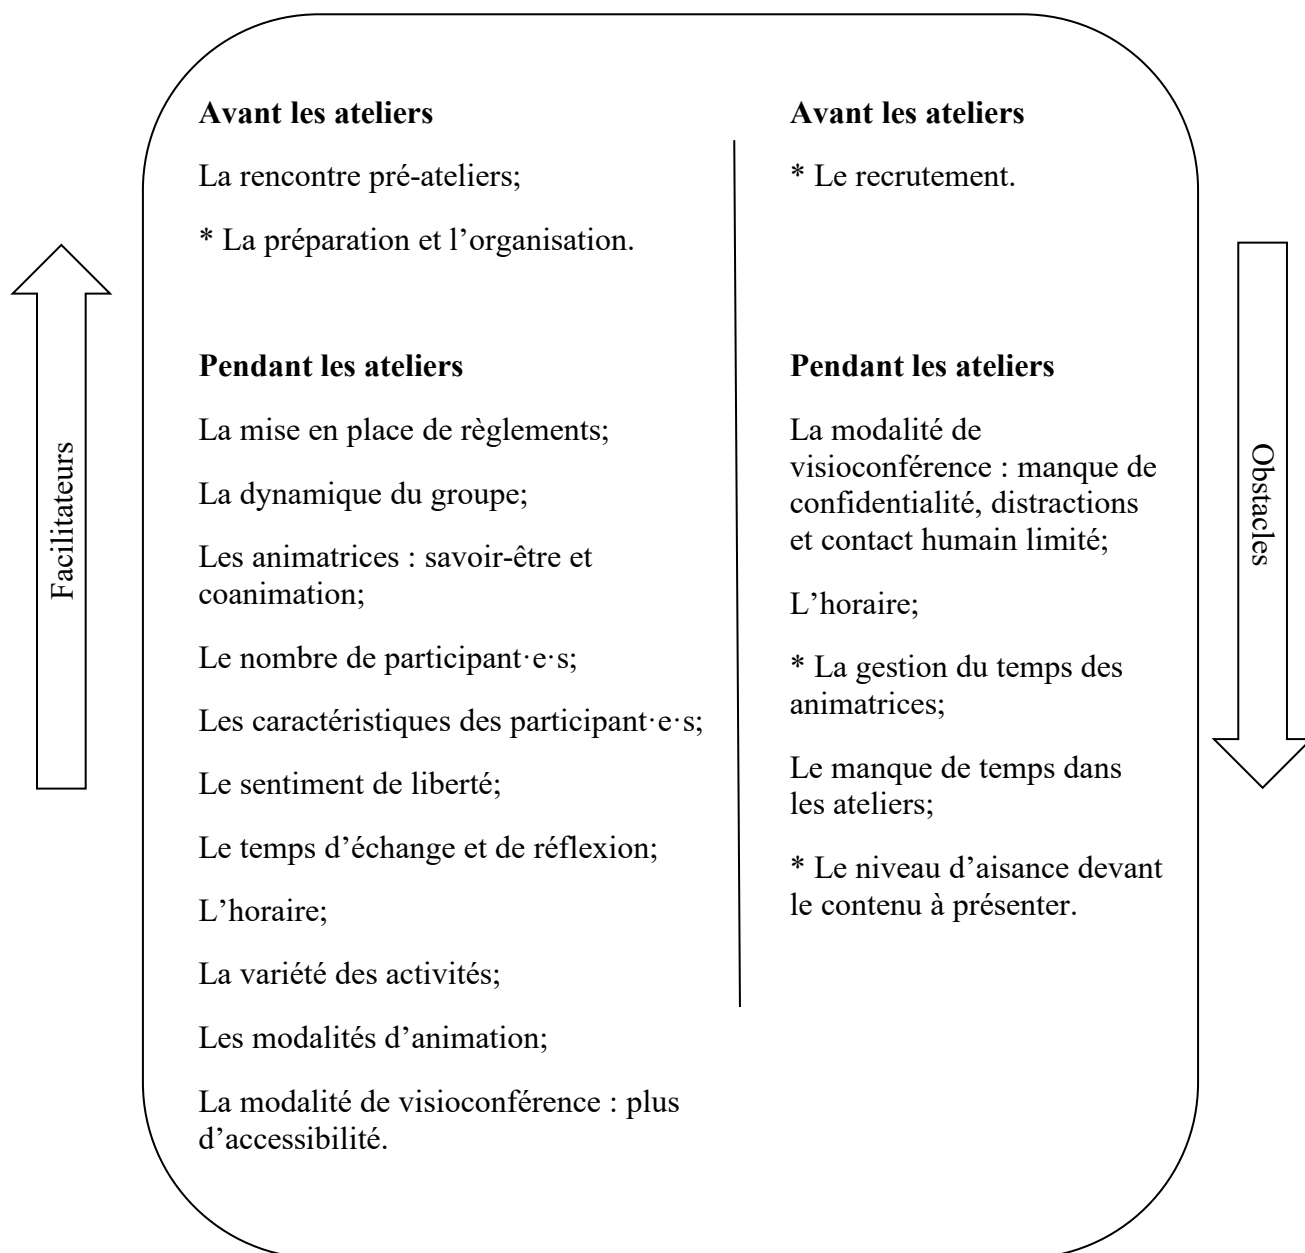 Facilitateurs
Avant les ateliers
La rencontre pré-ateliers;
* La préparation et l’organisation.
Pendant les ateliers
La mise en place de règlements;
La dynamique du groupe;
Les animatrices : savoir-être et
coanimation;
Le nombre de participant·e·s;
Les caractéristiques des participant·e·s;
Le sentiment de liberté;
Le temps d’échange et de réflexion;
L’horaire;
La variété des activités;
Les modalités d’animation;
La modalité de visioconférence : plus
d’accessibilité.
Avant les ateliers
* Le recrutement.
Pendant les ateliers
La modalité de
visioconférence : manque de
confidentialité, distractions
et contact humain limité;
L’horaire;
* La gestion du temps des
animatrices;
Le manque de temps dans
les ateliers;
* Le niveau d’aisance devant
le contenu à présenter.
Obstacles